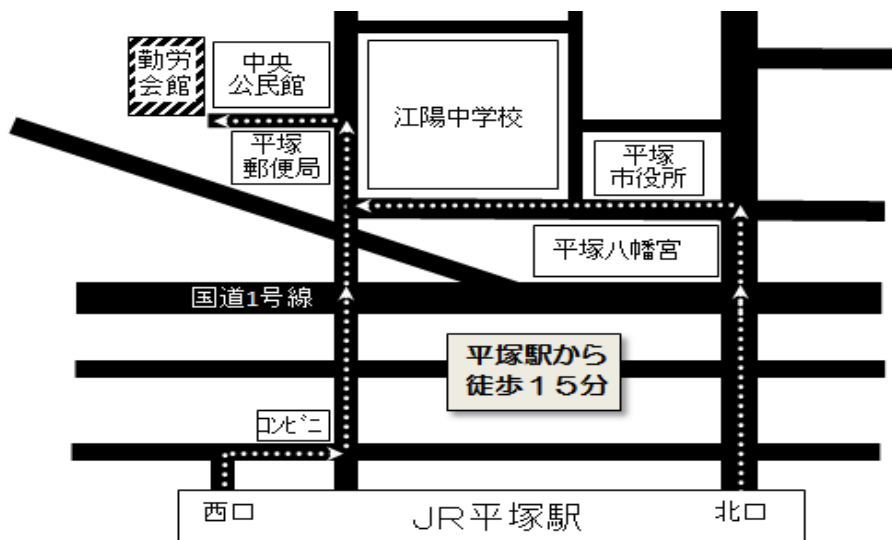 勤労
会館
中央
公民館
江陽中学校
平塚
郵便局
平塚
市役所
平塚八幡宮
国道1号線
平塚駅から
徒歩15分
コンビニ
西口
JR平塚駅
北口